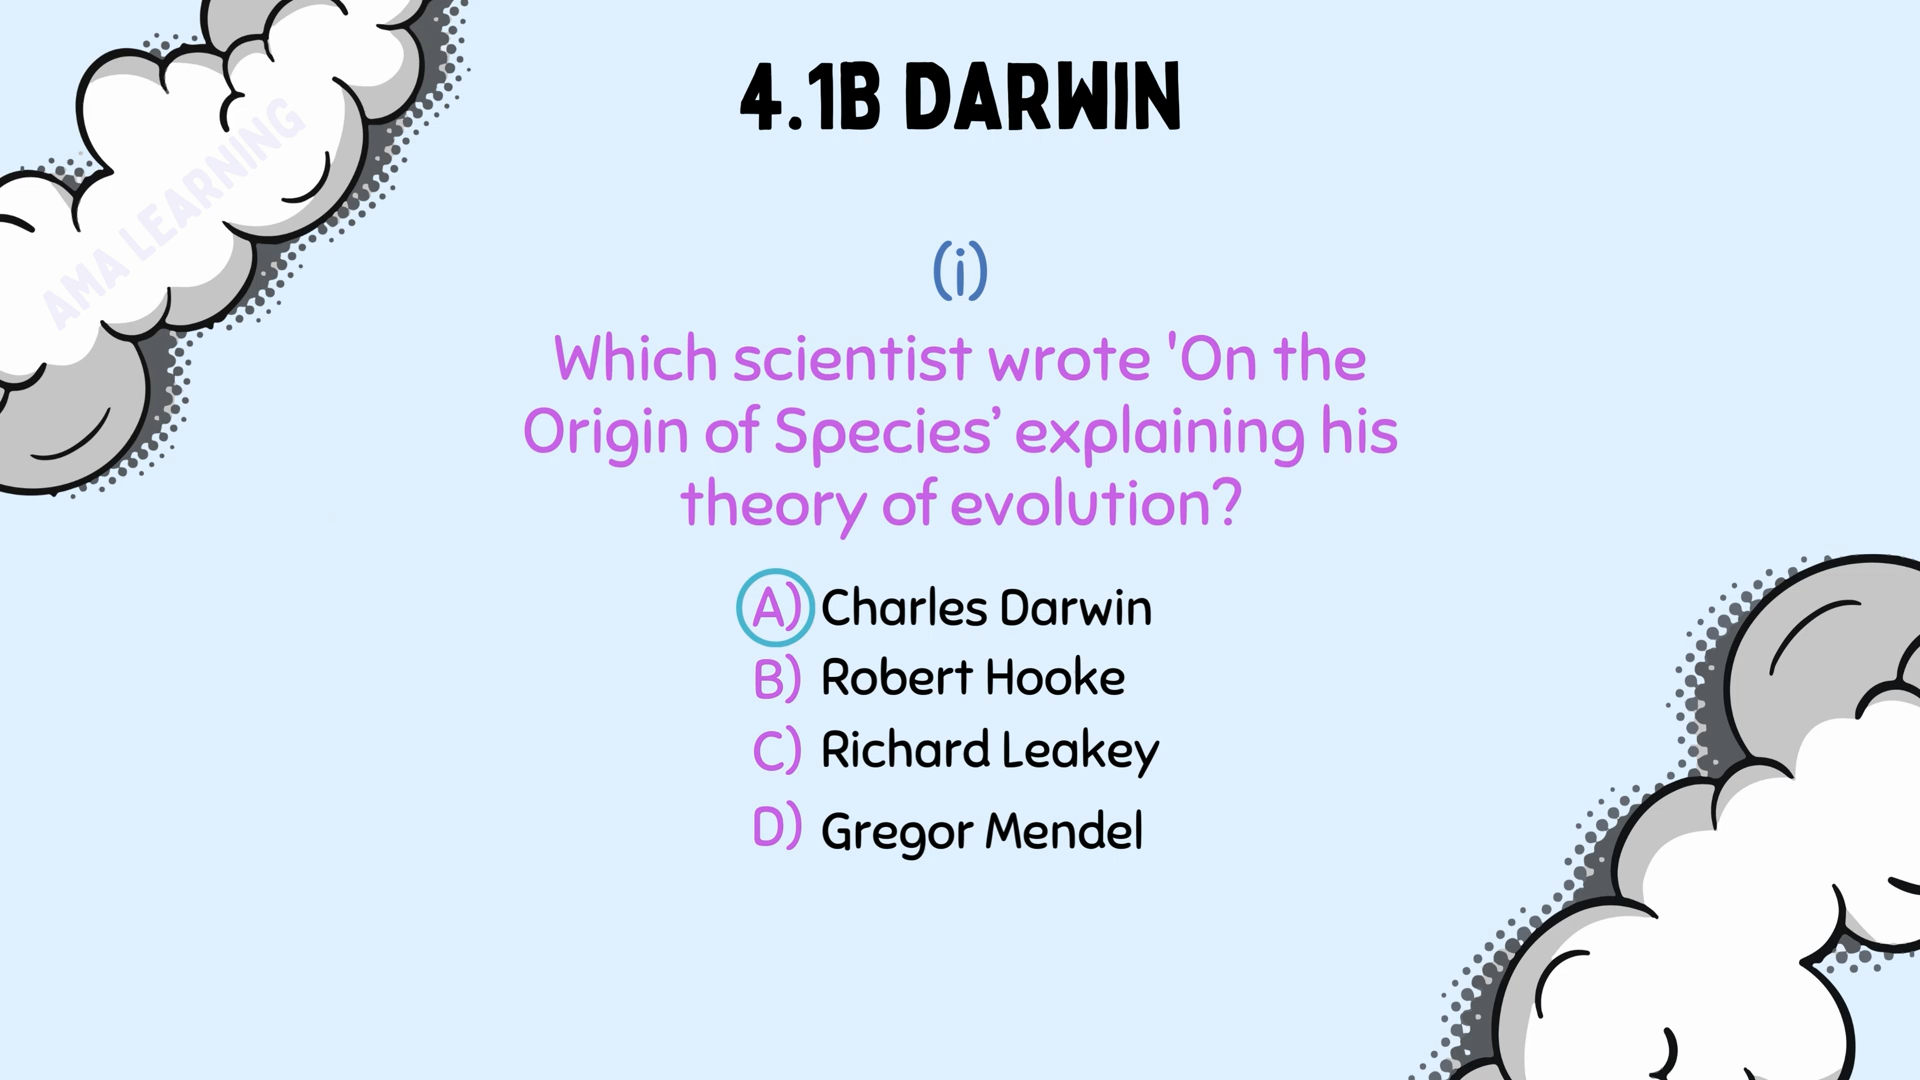 4.1B DARWIN
AMA LEARNING
(i)
Which scientist wrote 'On the
Origin of Species’ explaining his
theory of evolution?
A) Charles Darwin
B) Robert Hooke
C) Richard Leakey
D) Gregor Mendel